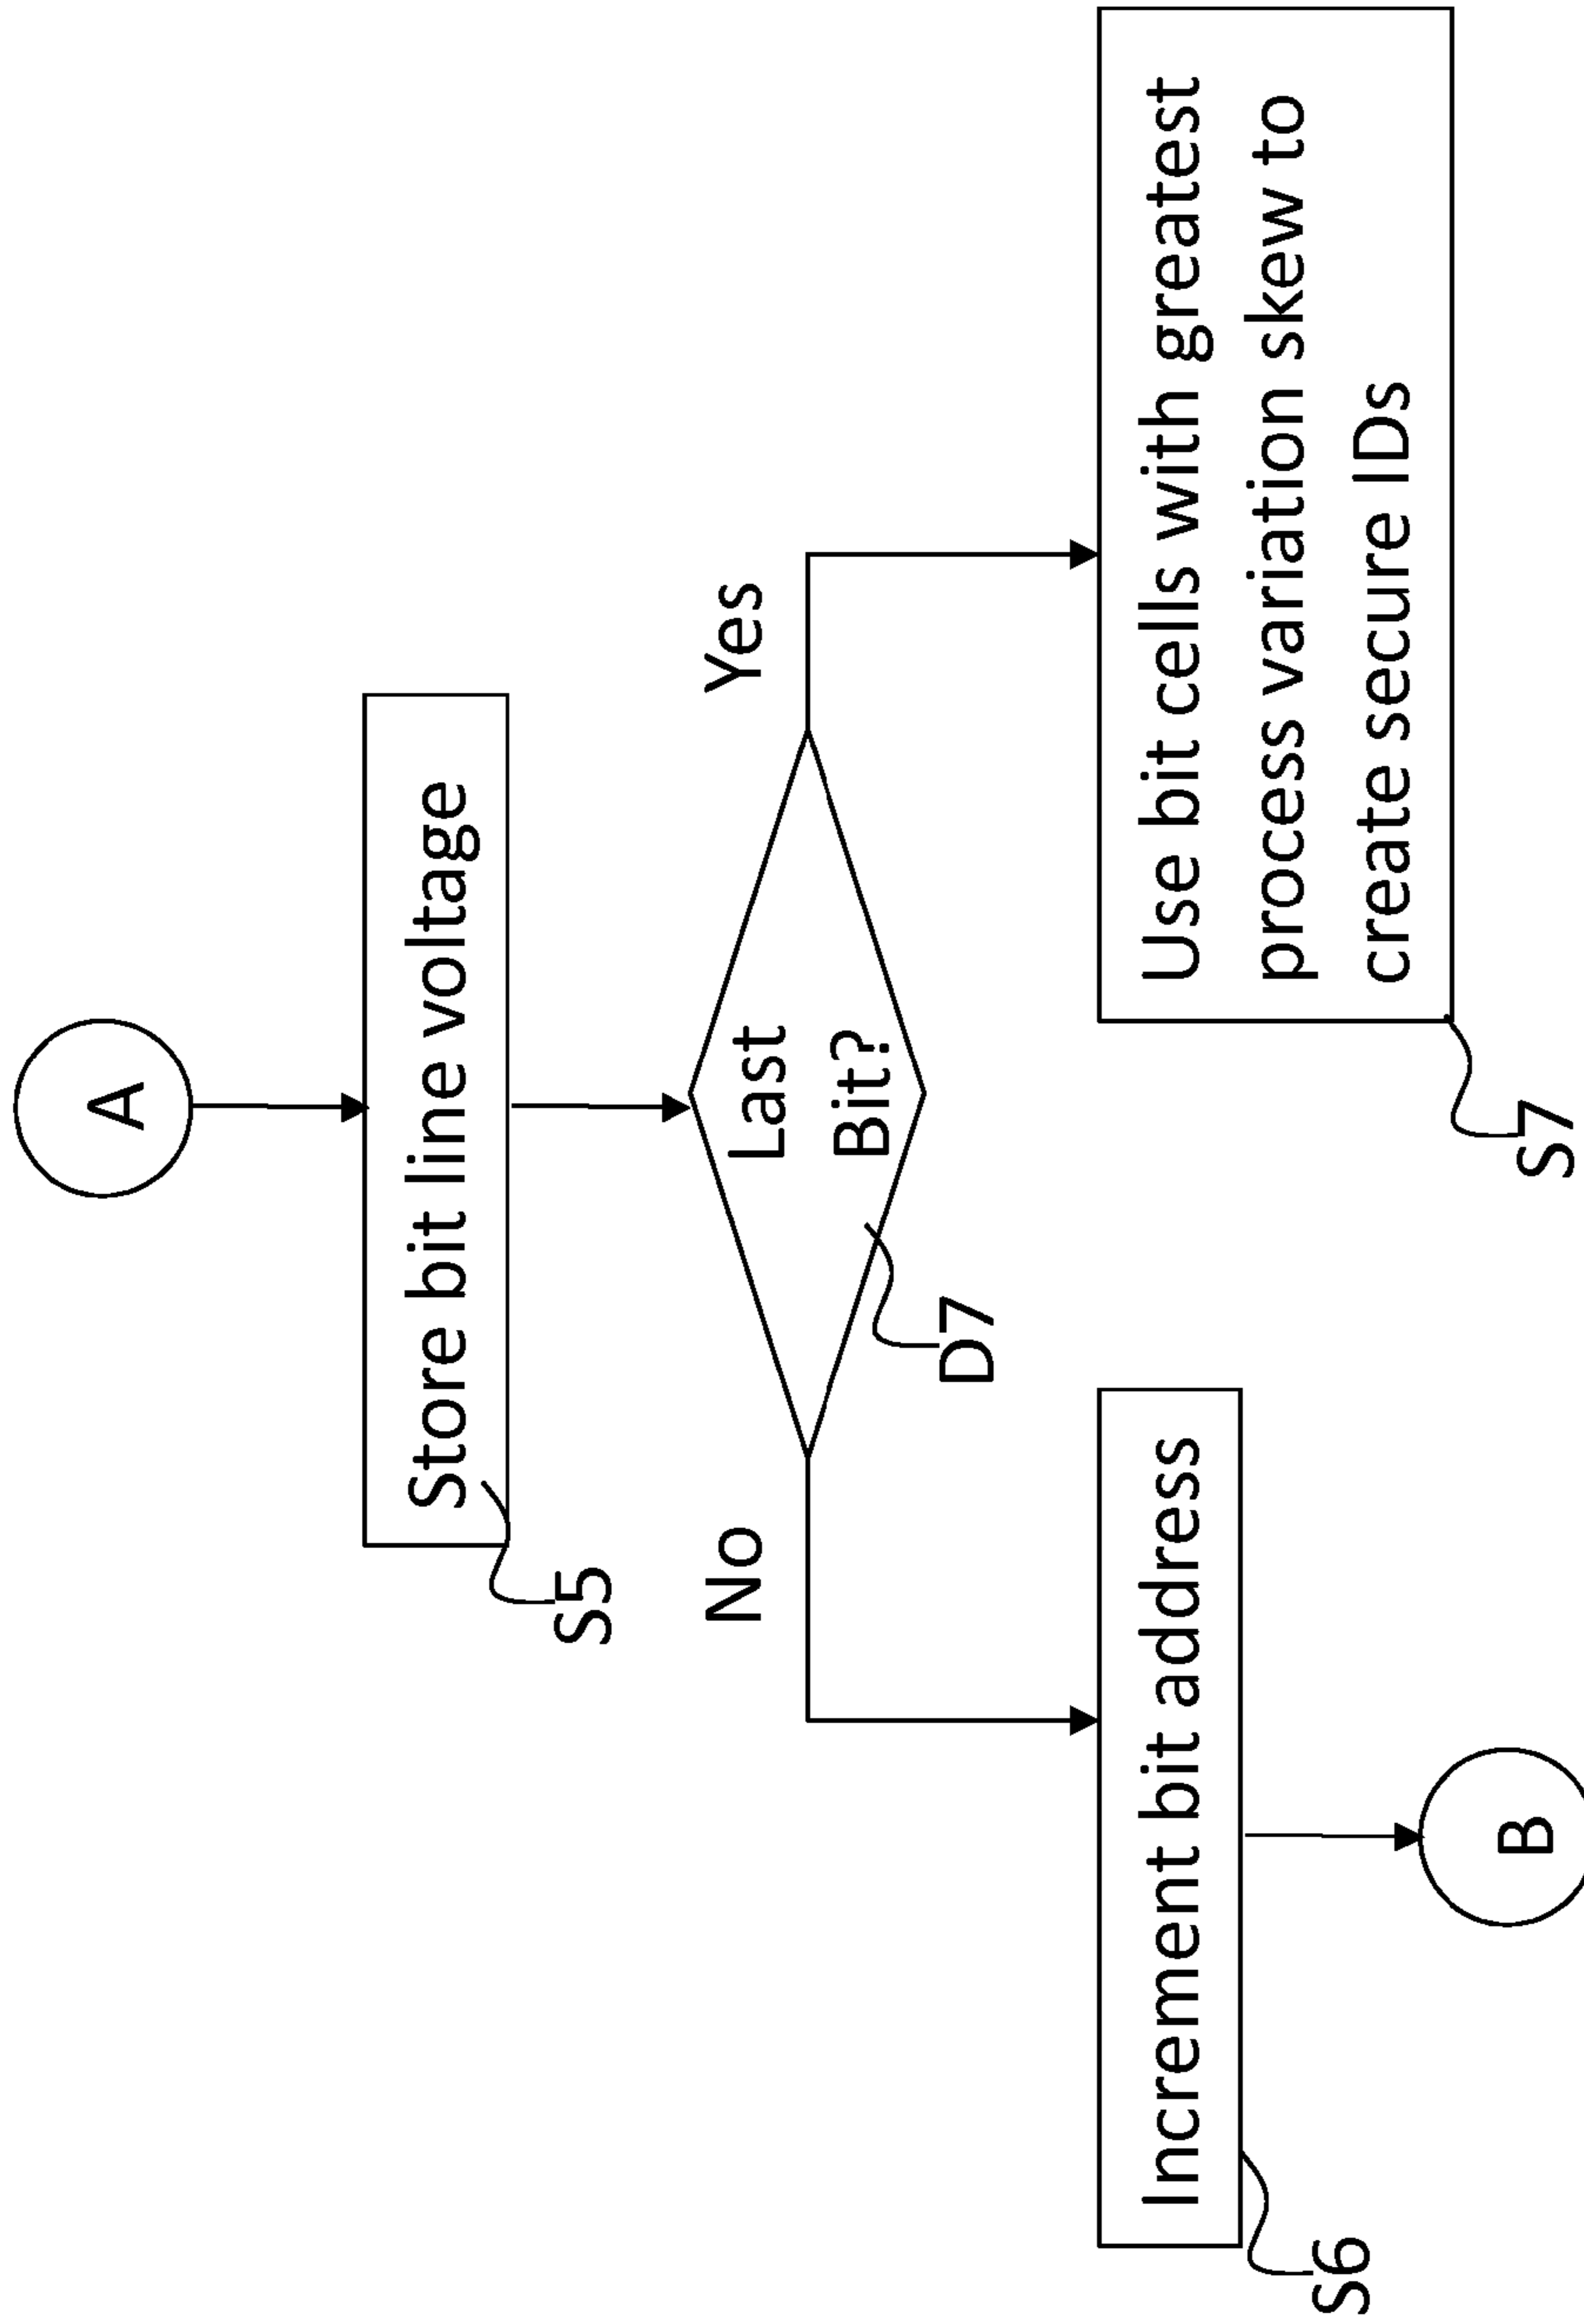 A
Store bit line voltage
S5
Last
Bit?
D7
No
Yes
Increment bit address
S6
Use bit cells with greatest
process variation skew to
create secure IDs
S7
B